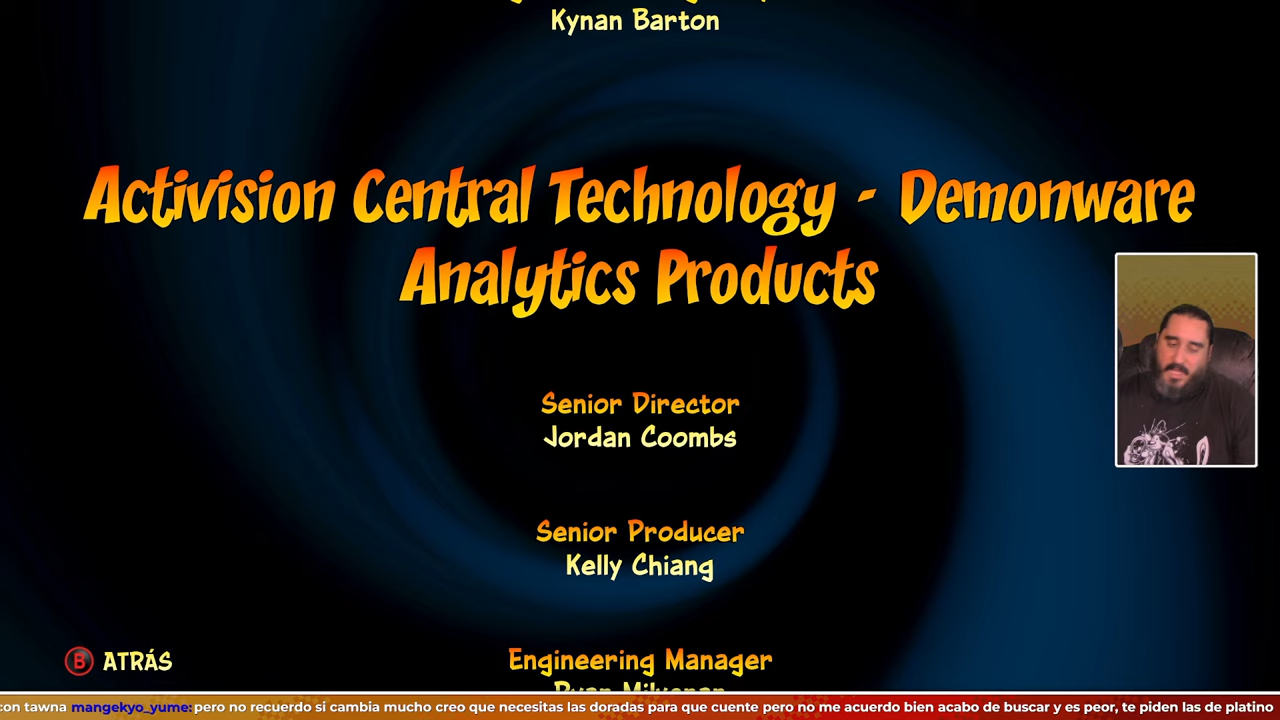 Kynan Barton
Activision Central Technology - Demonware
Analytics Products
Senior Director
Jordan Coombs
Senior Producer
Kelly Chiang
Engineering Manager
B ATRÁS
con tawna mangekyo_yume: pero no recuerdo si cambia mucho creo que necesitas las doradas para que cuente pero no me acuerdo bien acabo de buscar y es peor, te piden las de platino